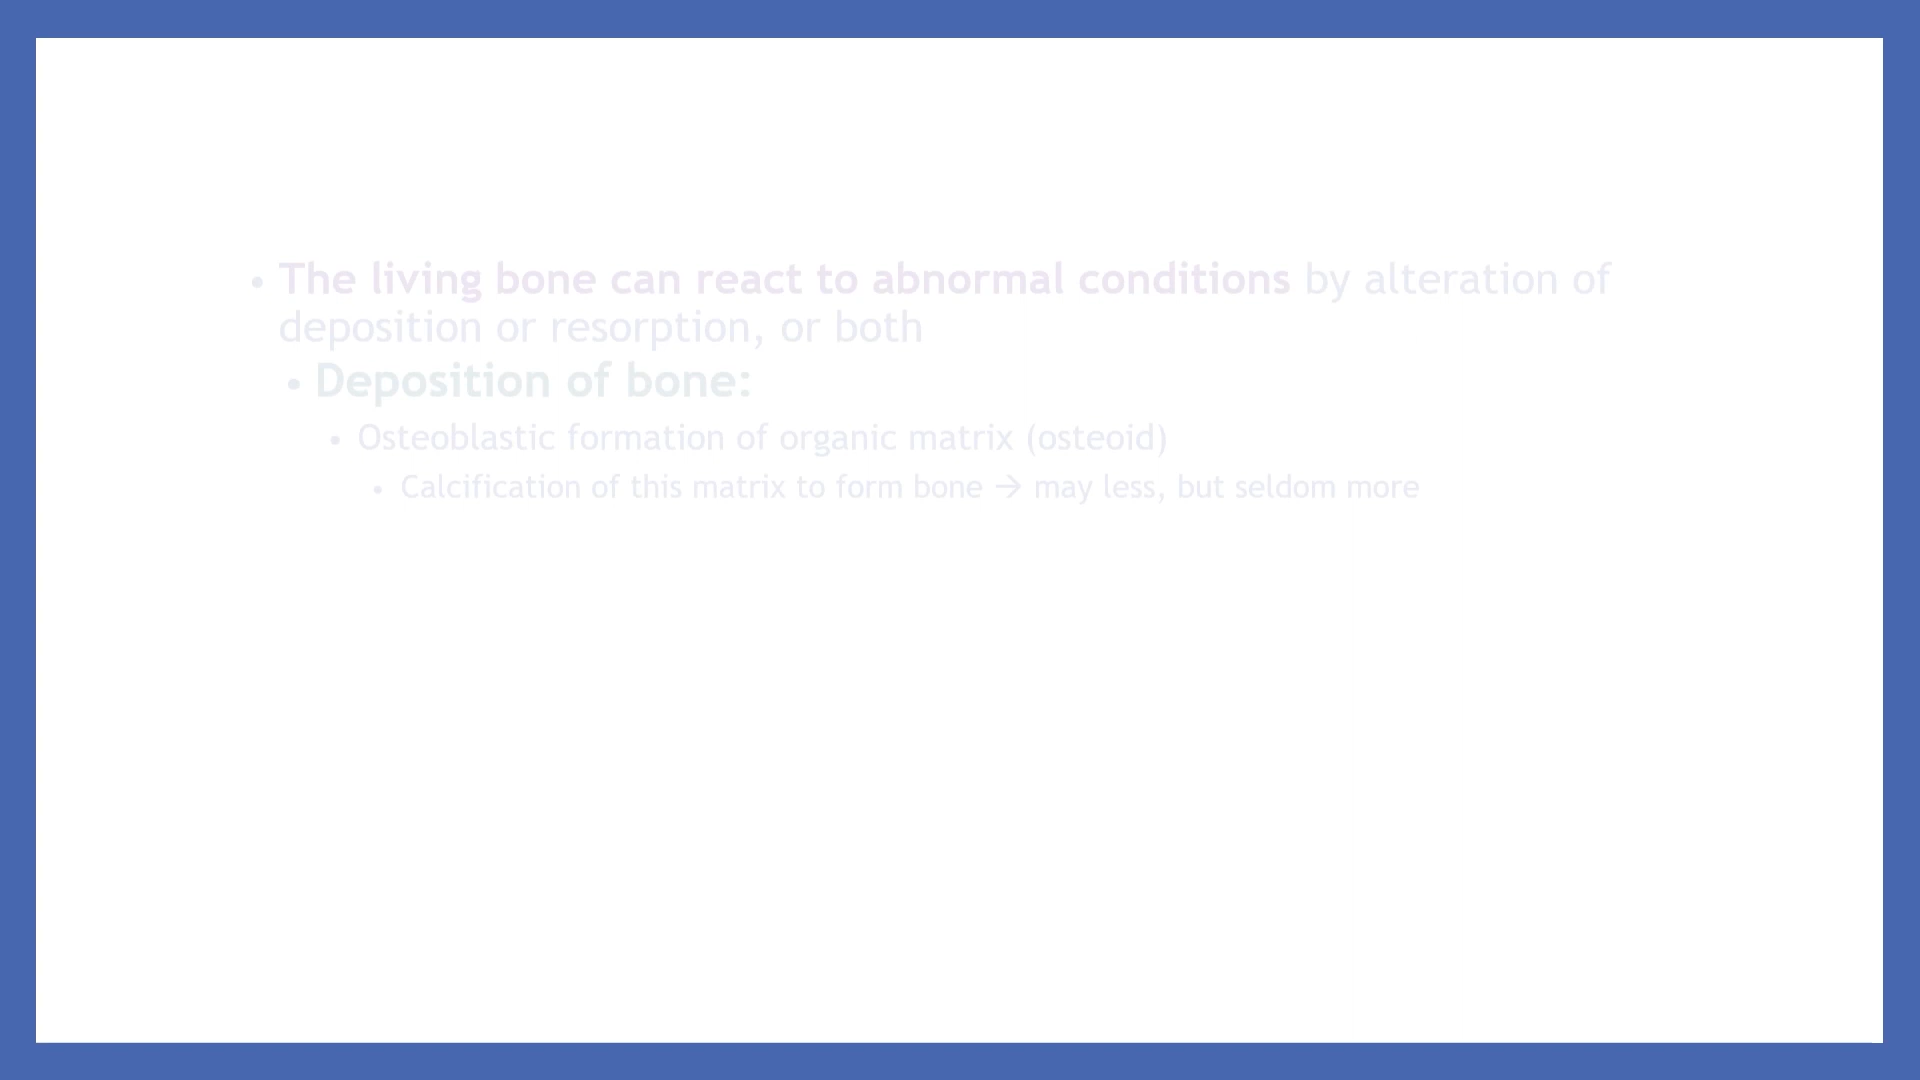 • The living bone can react to abnormal conditions by alteration of
deposition or resorption, or both
• Deposition of bone:
• Osteoblastic formation of organic matrix (osteoid)
• Calcification of this matrix to form bone → may less, but seldom more